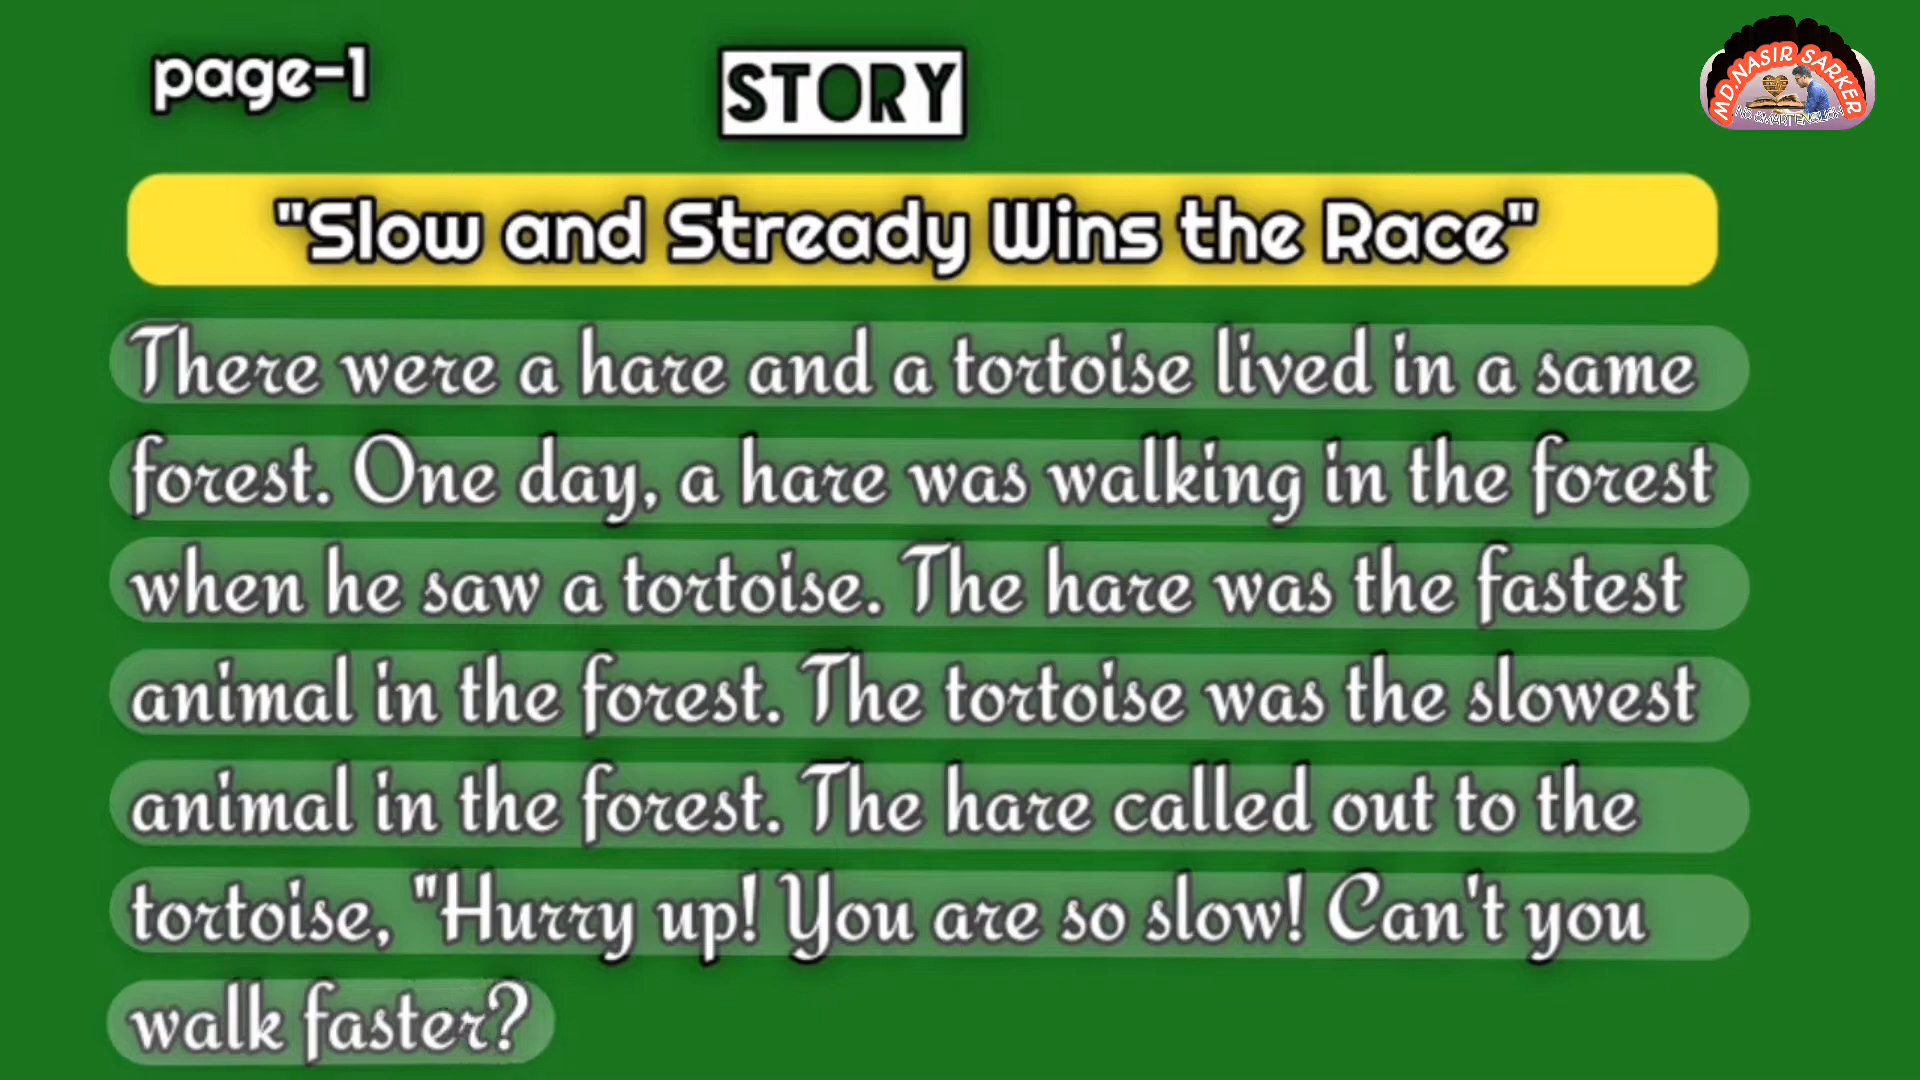 page-1
STORY
MD.NASIR SARKER
"Slow and Stready Wins the Race"
There were a hare and a tortoise lived in a same
forest. One day, a hare was walking in the forest
when he saw a tortoise. The hare was the fastest
animal in the forest. The tortoise was the slowest
animal in the forest. The hare called out to the
tortoise, "Hurry up! You are so slow! Can't you
walk faster?